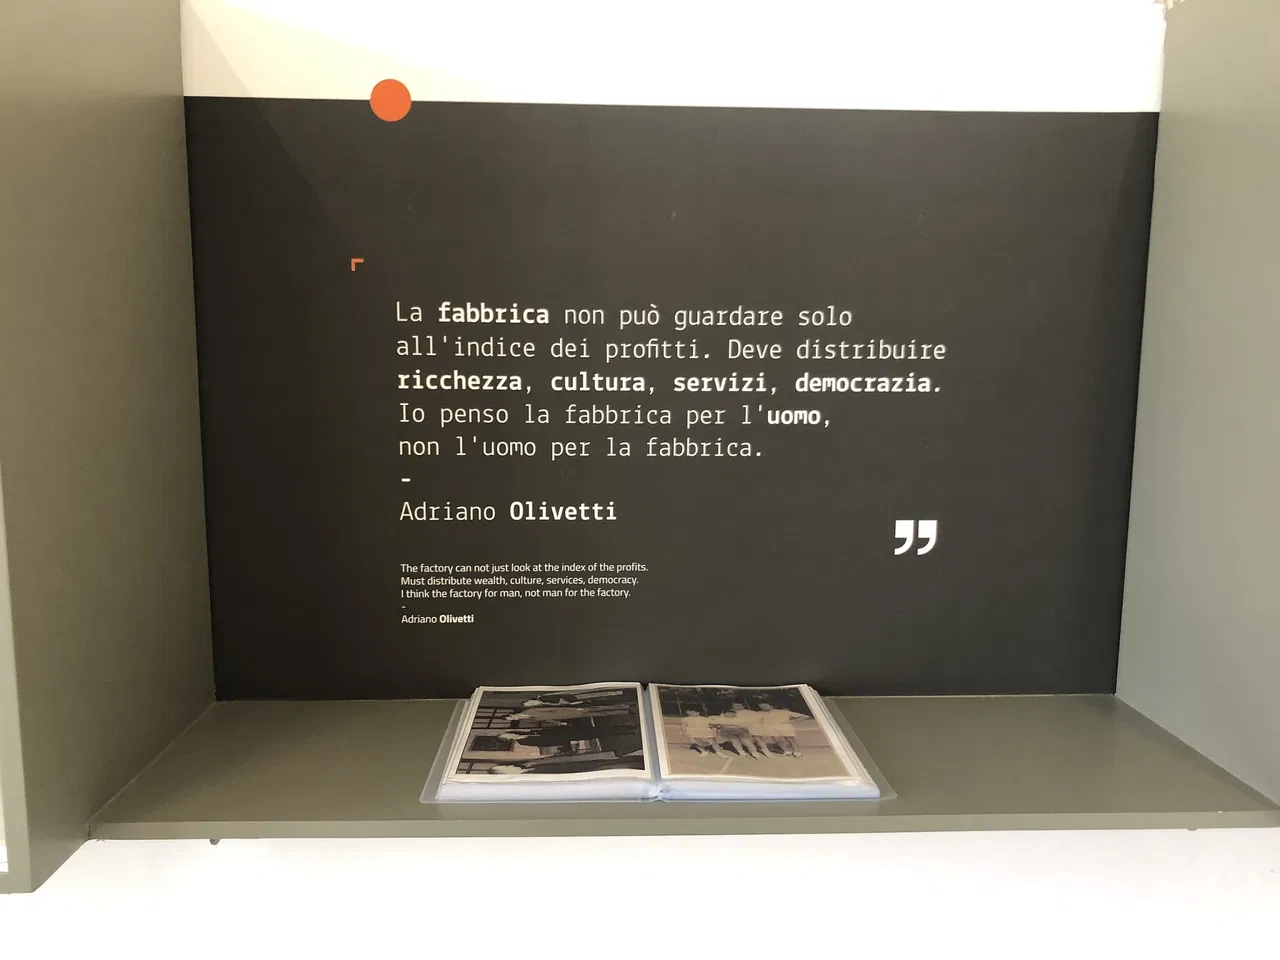 La fabbrica non può guardare solo
all'indice dei profitti. Deve distribuire
ricchezza, cultura, servizi, democrazia.
Io penso la fabbrica per l'uomo,
non l'uomo per la fabbrica.
-
Adriano Olivetti
”
The factory can not just look at the index of the profits.
Must distribute wealth, culture, services, democracy.
I think the factory for man, not man for the factory.
-
Adriano Olivetti